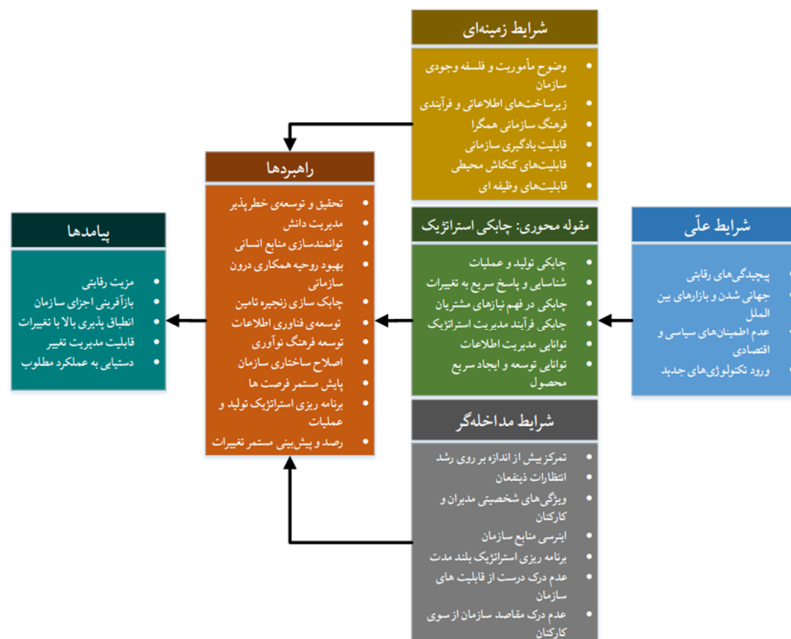 شرایط زمینه‌ای
وضوح مأموریت و فلسفه وجودی
سازمان
زیرساخت‌های اطلاعاتی و فرآیندی
فرهنگ سازمانی همگرا
قابلیت یادگیری سازمانی
قابلیت‌های کنکاش محیطی
قابلیت‌های وظیفه ای
شرایط علّی
پیچیدگی‌های رقابتی
جهانی شدن و بازارهای بین
الملل
عدم اطمینان‌های سیاسی و
اقتصادی
ورود تکنولوژی‌های جدید
مقوله محوری: چابکی استراتژیک
چابکی تولید و عملیات
شناسایی و پاسخ سریع به تغییرات
چابکی در فهم نیازهای مشتریان
چابکی فرآیند مدیریت استراتژیک
توانایی مدیریت اطلاعات
توانایی توسعه و ایجاد سریع
محصول
شرایط مداخله‌گر
تمرکز بیش از اندازه بر روی رشد
انتظارات ذینفعان
ویژگی‌های شخصیتی مدیران و
کارکنان
اینرسی منابع سازمان
برنامه ریزی استراتژیک بلند مدت
عدم درک درست از قابلیت های
سازمان
عدم درک مقاصد سازمان از سوی
کارکنان
راهبردها
تحقیق و توسعه‌ی خطرپذیر
مدیریت دانش
توانمندسازی منابع انسانی
بهبود روحیه همکاری درون
سازمانی
چابک سازی زنجیره تامین
توسعه‌ی فناوری اطلاعات
توسعه فرهنگ نوآوری
اصلاح ساختاری سازمان
پایش مستمر فرصت ها
برنامه ریزی استراتژیک تولید و
عملیات
رصد و پیش‌بینی مستمر تغییرات
پیامدها
مزیت رقابتی
بازآفرینی اجزای سازمان
انطباق پذیری بالا با تغییرات
قابلیت مدیریت تغییر
دستیابی به عملکرد مطلوب